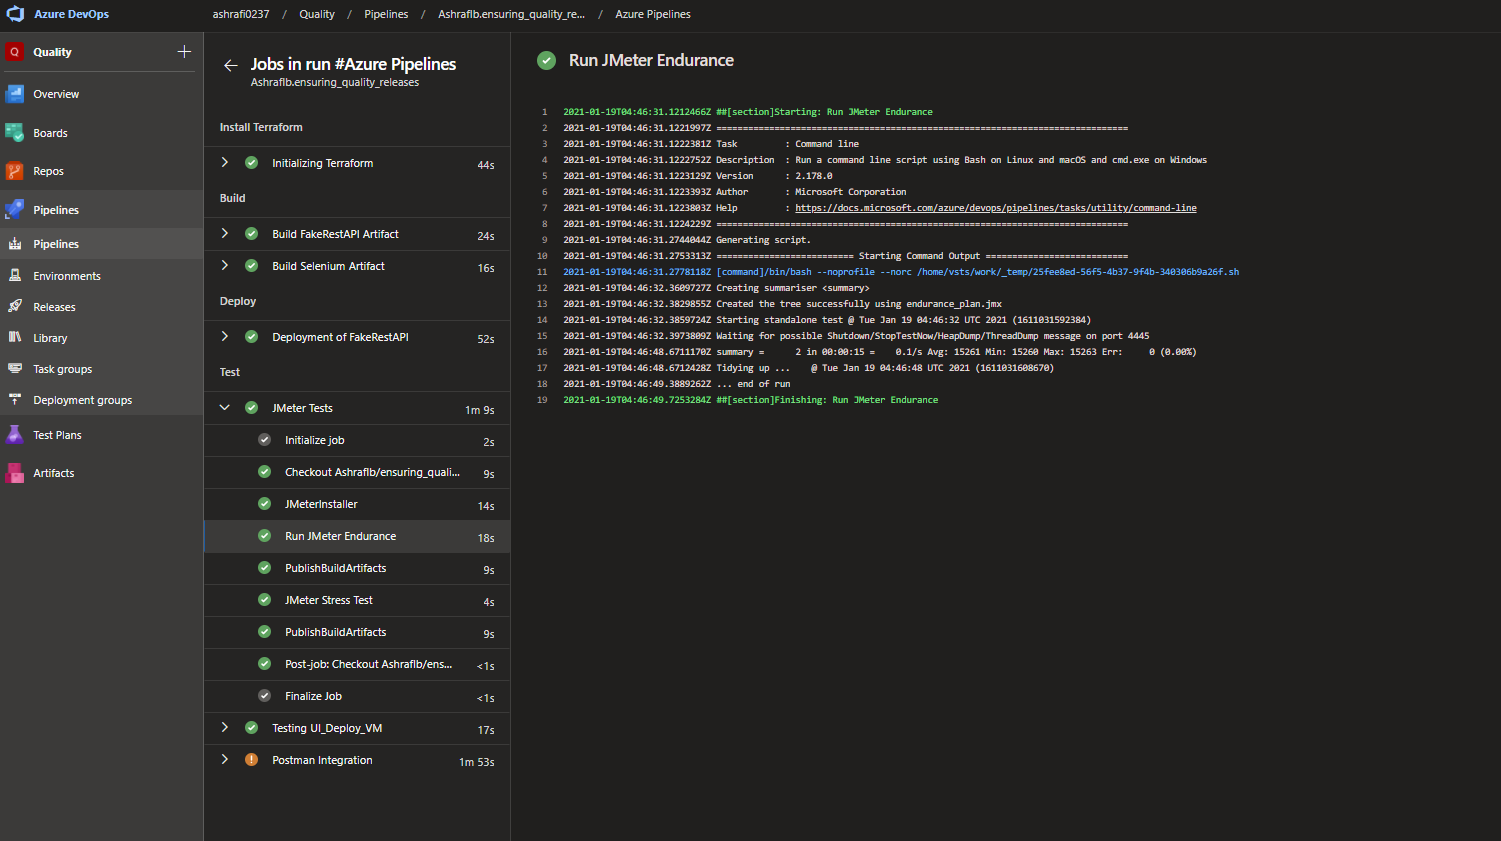 Azure DevOps
ashrafi0237 / Quality / Pipelines / Ashraflb.ensuring_quality_re... / Azure Pipelines
Q Quality
Overview
Boards
Repos
Pipelines
Pipelines
Environments
Releases
Library
Task groups
Deployment groups
Test Plans
Artifacts
Jobs in run #Azure Pipelines
Ashraflb.ensuring_quality_releases
Install Terraform
Initializing Terraform 44s
Build
Build FakeRestAPI Artifact 24s
Build Selenium Artifact 16s
Deploy
Deployment of FakeRestAPI 52s
Test
JMeter Tests 1m 9s
Initialize job 2s
Checkout Ashraflb/ensuring_quali... 9s
JMeterInstaller 14s
Run JMeter Endurance 18s
PublishBuildArtifacts 9s
JMeter Stress Test 4s
PublishBuildArtifacts 9s
Post-job: Checkout Ashraflb/ens... <1s
Finalize Job <1s
Testing UI_Deploy_VM 17s
Postman Integration 1m 53s
Run JMeter Endurance
1 2021-01-19T04:46:31.1212466Z ##[section]Starting: Run JMeter Endurance
2 2021-01-19T04:46:31.1221997Z ==============================================================================
3 2021-01-19T04:46:31.1222381Z Task         : Command line
4 2021-01-19T04:46:31.1222752Z Description  : Run a command line script using Bash on Linux and macOS and cmd.exe on Windows
5 2021-01-19T04:46:31.1223129Z Version      : 2.178.0
6 2021-01-19T04:46:31.1223393Z Author       : Microsoft Corporation
7 2021-01-19T04:46:31.1223803Z Help         : https://docs.microsoft.com/azure/devops/pipelines/tasks/utility/command-line
8 2021-01-19T04:46:31.1224229Z ==============================================================================
9 2021-01-19T04:46:31.2744044Z Generating script.
10 2021-01-19T04:46:31.2753313Z ========================== Starting Command Output ===========================
11 2021-01-19T04:46:31.2778118Z [command]/bin/bash --noprofile --norc /home/vsts/work/_temp/25fee8ed-56f5-4b37-9f4b-340306b9a26f.sh
12 2021-01-19T04:46:32.3609727Z Creating summariser <summary>
13 2021-01-19T04:46:32.3829855Z Created the tree successfully using endurance_plan.jmx
14 2021-01-19T04:46:32.3859724Z Starting standalone test @ Tue Jan 19 04:46:32 UTC 2021 (1611031592384)
15 2021-01-19T04:46:32.3973809Z Waiting for possible Shutdown/StopTestNow/HeapDump/ThreadDump message on port 4445
16 2021-01-19T04:46:48.6711170Z summary =      2 in 00:00:15 =    0.1/s Avg: 15261 Min: 15260 Max: 15263 Err:     0 (0.00%)
17 2021-01-19T04:46:48.6712428Z Tidying up ...    @ Tue Jan 19 04:46:48 UTC 2021 (1611031608670)
18 2021-01-19T04:46:49.3889262Z ... end of run
19 2021-01-19T04:46:49.7253284Z ##[section]Finishing: Run JMeter Endurance